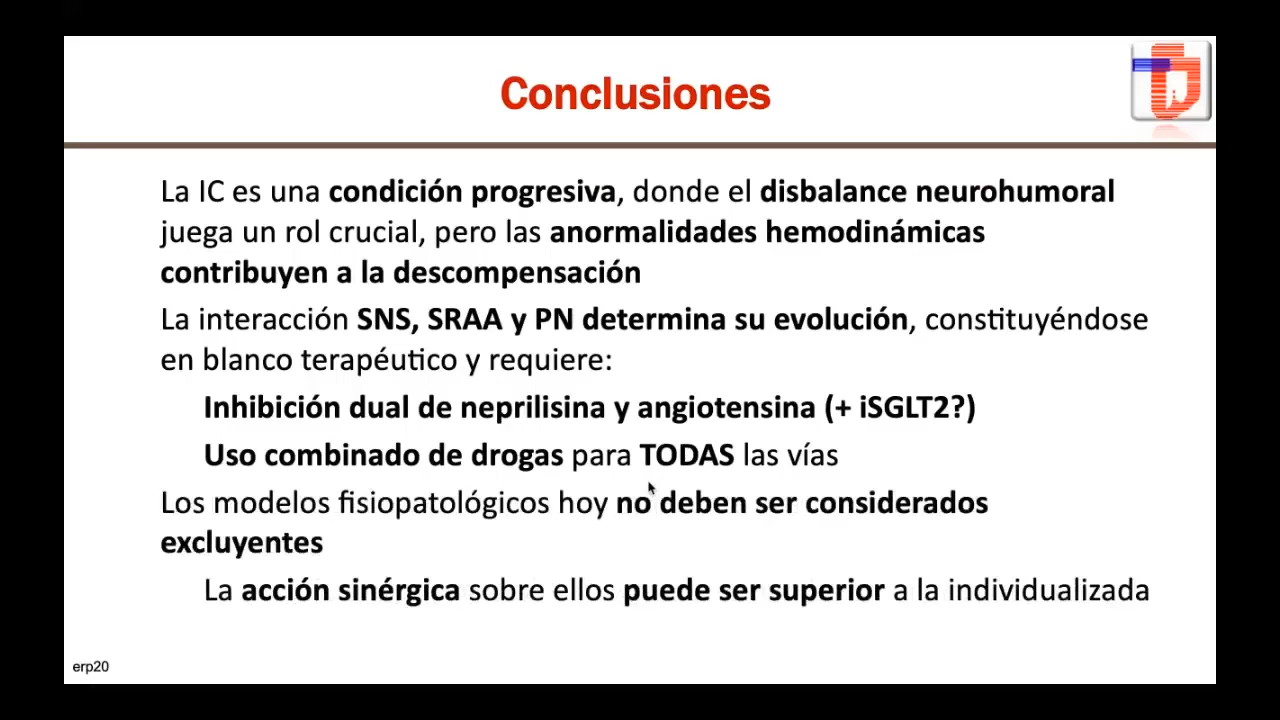 Conclusiones
La IC es una condición progresiva, donde el disbalance neurohumoral
juega un rol crucial, pero las anormalidades hemodinámicas
contribuyen a la descompensación
La interacción SNS, SRAA y PN determina su evolución, constituyéndose
en blanco terapéutico y requiere:
Inhibición dual de neprilisina y angiotensina (+ iSGLT2?)
Uso combinado de drogas para TODAS las vías
Los modelos fisiopatológicos hoy no deben ser considerados
excluyentes
La acción sinérgica sobre ellos puede ser superior a la individualizada
erp20